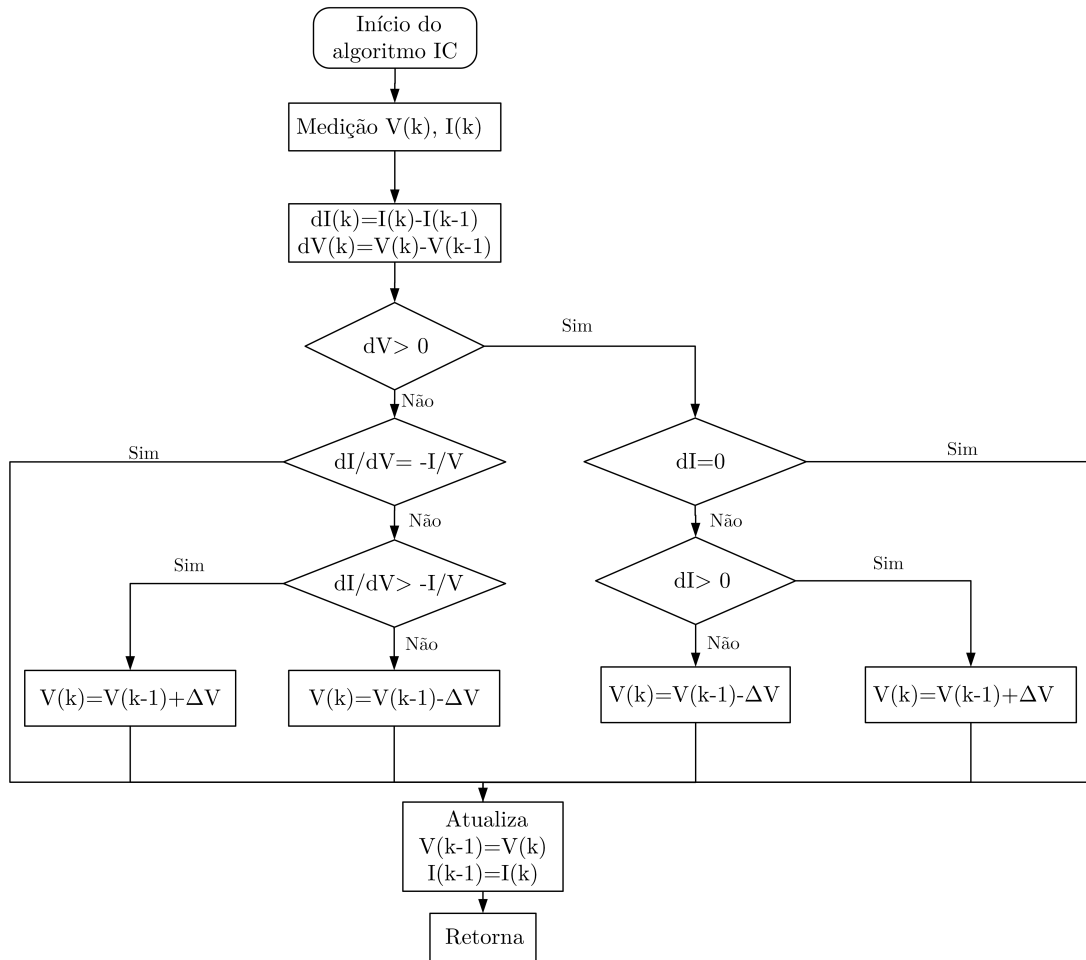 Início do
algoritmo IC
Medição V(k), I(k)
dI(k)=I(k)-I(k-1)
dV(k)=V(k)-V(k-1)
dV> 0
Sim
Não
dI/dV= -I/V
Sim
Não
dI=0
Sim
Não
dI/dV> -I/V
Sim
Não
dI> 0
Sim
Não
V(k)=V(k-1)+ΔV
V(k)=V(k-1)-ΔV
V(k)=V(k-1)-ΔV
V(k)=V(k-1)+ΔV
Atualiza
V(k-1)=V(k)
I(k-1)=I(k)
Retorna